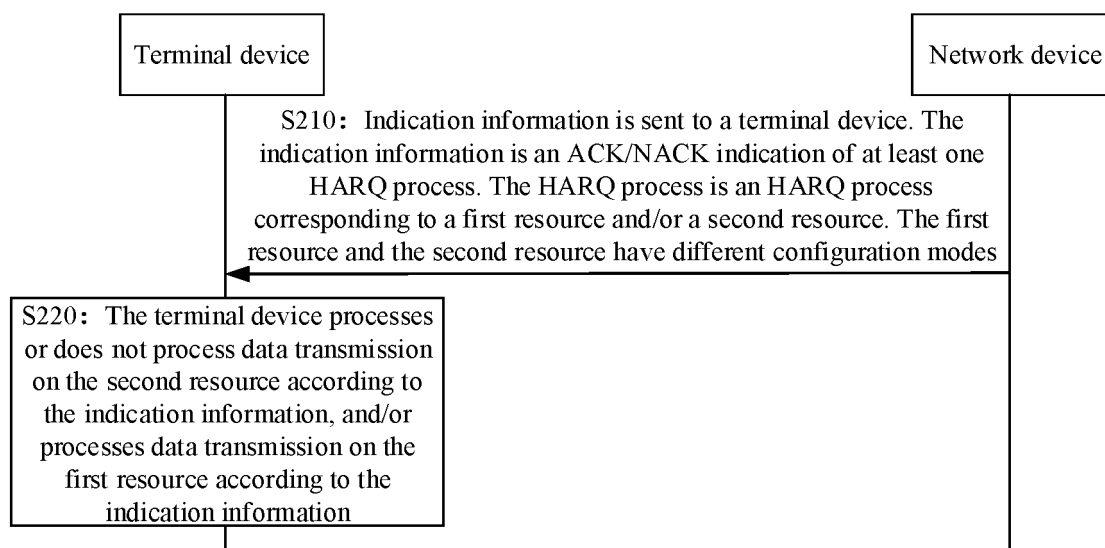 Terminal device
Network device
S210：Indication information is sent to a terminal device. The
indication information is an ACK/NACK indication of at least one
HARQ process. The HARQ process is an HARQ process
corresponding to a first resource and/or a second resource. The first
resource and the second resource have different configuration modes
S220：The terminal device processes
or does not process data transmission
on the second resource according to
the indication information, and/or
processes data transmission on the
first resource according to the
indication information